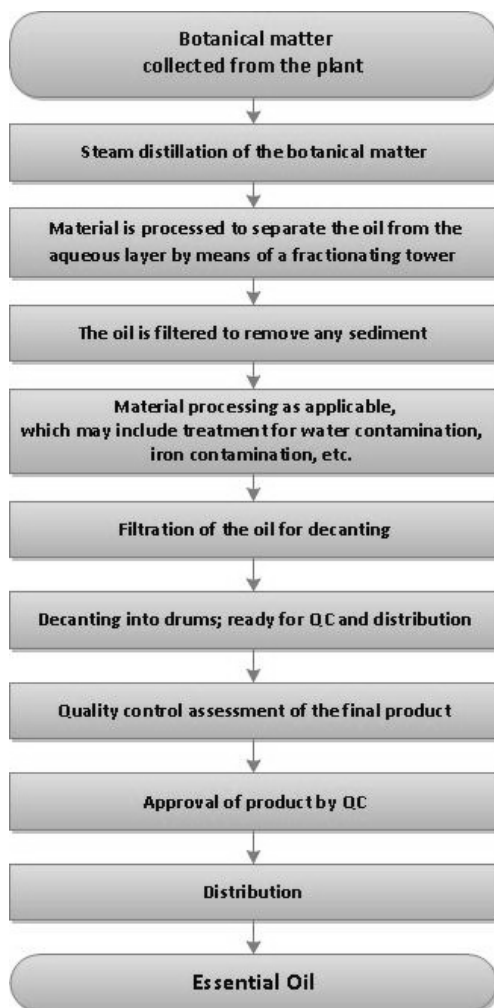 Botanical matter
collected from the plant
Steam distillation of the botanical matter
Material is processed to separate the oil from the
aqueous layer by means of a fractionating tower
The oil is filtered to remove any sediment
Material processing as applicable,
which may include treatment for water contamination,
iron contamination, etc.
Filtration of the oil for decanting
Decanting into drums; ready for QC and distribution
Quality control assessment of the final product
Approval of product by QC
Distribution
Essential Oil